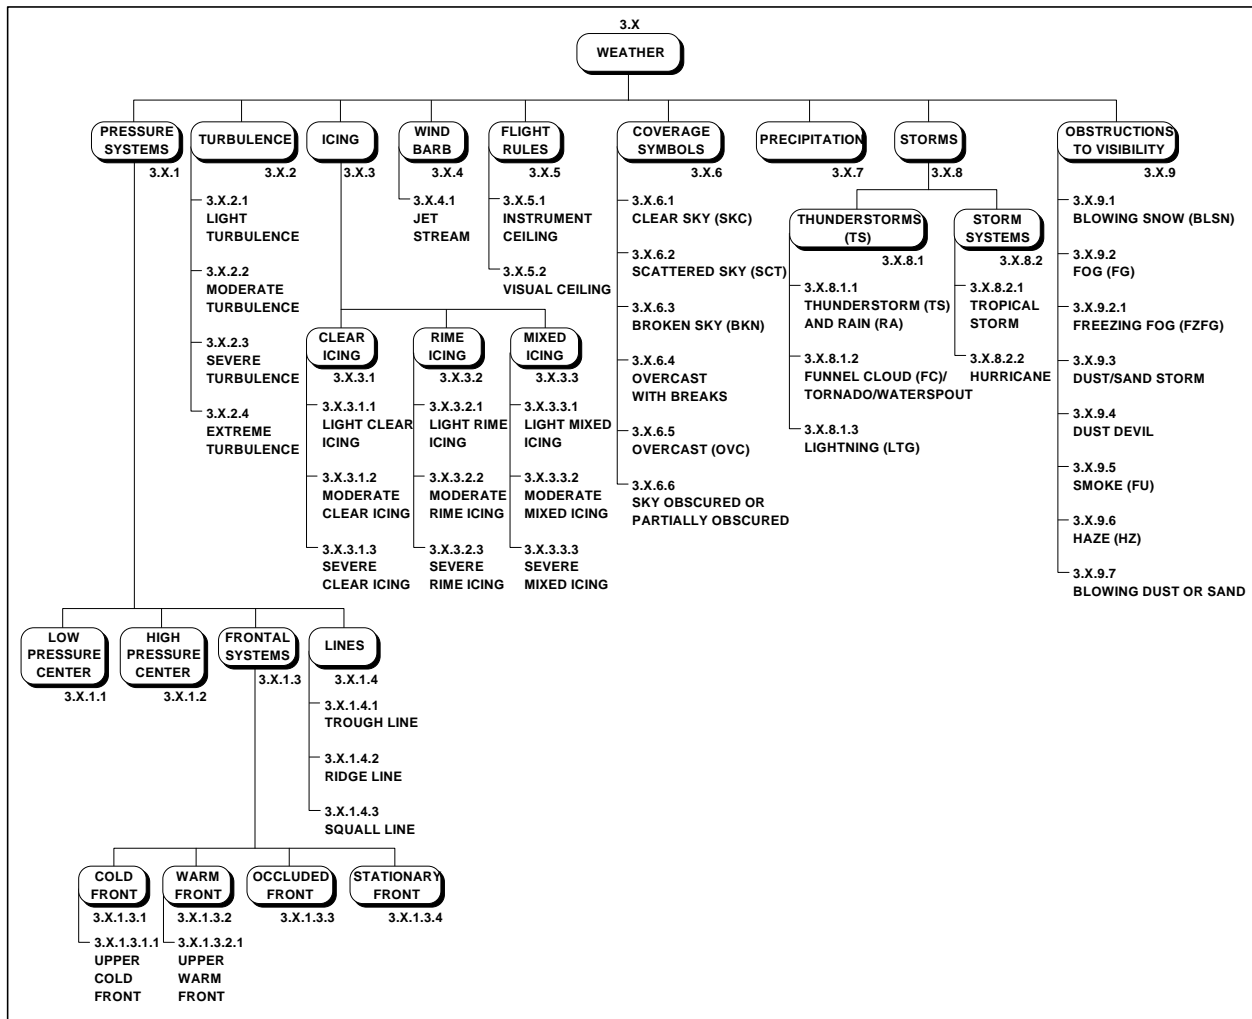 3.X
WEATHER
PRESSURE
SYSTEMS
3.X.1
TURBULENCE
3.X.2
ICING
3.X.3
WIND
BARB
3.X.4
FLIGHT
RULES
3.X.5
COVERAGE
SYMBOLS
3.X.6
PRECIPITATION
3.X.7
STORMS
3.X.8
OBSTRUCTIONS
TO VISIBILITY
3.X.9
3.X.2.1
LIGHT
TURBULENCE
3.X.2.2
MODERATE
TURBULENCE
3.X.2.3
SEVERE
TURBULENCE
3.X.2.4
EXTREME
TURBULENCE
3.X.4.1
JET
STREAM
3.X.5.1
INSTRUMENT
CEILING
3.X.5.2
VISUAL CEILING
3.X.6.1
CLEAR SKY (SKC)
3.X.6.2
SCATTERED SKY (SCT)
3.X.6.3
BROKEN SKY (BKN)
3.X.6.4
OVERCAST
WITH BREAKS
3.X.6.5
OVERCAST (OVC)
3.X.6.6
SKY OBSCURED OR
PARTIALLY OBSCURED
THUNDERSTORMS
(TS)
3.X.8.1
3.X.8.1.1
THUNDERSTORM (TS)
AND RAIN (RA)
3.X.8.1.2
FUNNEL CLOUD (FC)/
TORNADO/WATERSPOUT
3.X.8.1.3
LIGHTNING (LTG)
STORM
SYSTEMS
3.X.8.2
3.X.8.2.1
TROPICAL
STORM
3.X.8.2.2
HURRICANE
3.X.9.1
BLOWING SNOW (BLSN)
3.X.9.2
FOG (FG)
3.X.9.2.1
FREEZING FOG (FZFG)
3.X.9.3
DUST/SAND STORM
3.X.9.4
DUST DEVIL
3.X.9.5
SMOKE (FU)
3.X.9.6
HAZE (HZ)
3.X.9.7
BLOWING DUST OR SAND
CLEAR
ICING
3.X.3.1
3.X.3.1.1
LIGHT CLEAR
ICING
3.X.3.1.2
MODERATE
CLEAR ICING
3.X.3.1.3
SEVERE
CLEAR ICING
RIME
ICING
3.X.3.2
3.X.3.2.1
LIGHT RIME
ICING
3.X.3.2.2
MODERATE
RIME ICING
3.X.3.2.3
SEVERE
RIME ICING
MIXED
ICING
3.X.3.3
3.X.3.3.1
LIGHT MIXED
ICING
3.X.3.3.2
MODERATE
MIXED ICING
3.X.3.3.3
SEVERE
MIXED ICING
LOW
PRESSURE
CENTER
3.X.1.1
HIGH
PRESSURE
CENTER
3.X.1.2
FRONTAL
SYSTEMS
3.X.1.3
LINES
3.X.1.4
3.X.1.4.1
TROUGH LINE
3.X.1.4.2
RIDGE LINE
3.X.1.4.3
SQUALL LINE
COLD
FRONT
3.X.1.3.1
3.X.1.3.1.1
UPPER
COLD
FRONT
WARM
FRONT
3.X.1.3.2
3.X.1.3.2.1
UPPER
WARM
FRONT
OCCLUDED
FRONT
3.X.1.3.3
STATIONARY
FRONT
3.X.1.3.4